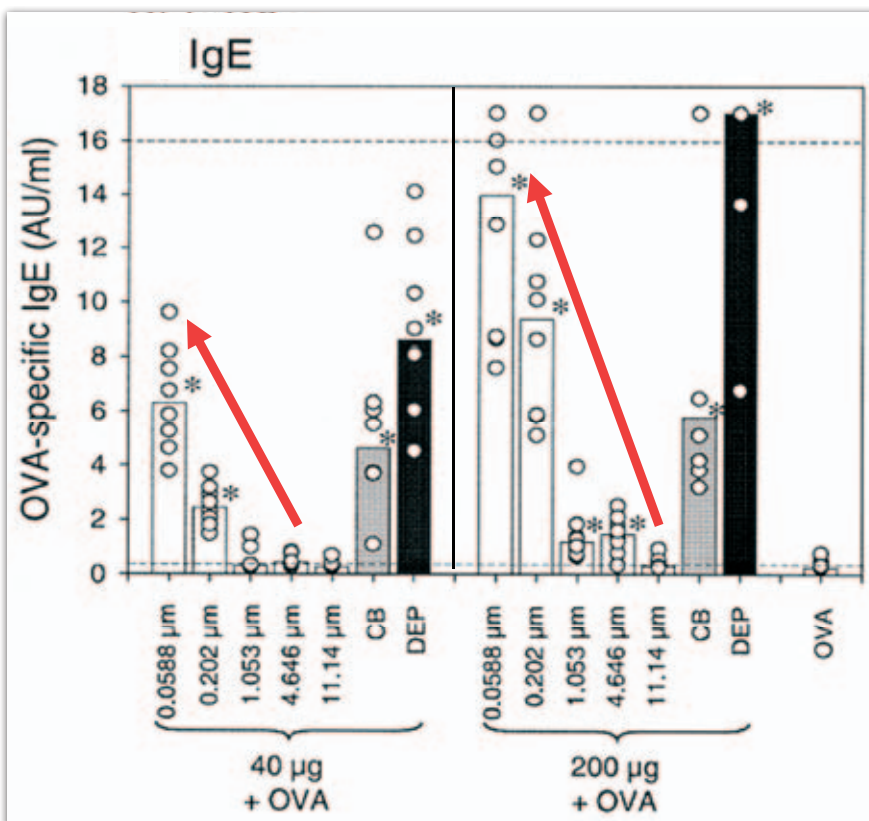 IgE
OVA-specific IgE (AU/ml)
18
16
14
12
10
8
6
4
2
0
*
*
*
*
*
*
*
*
*
*
0.0588 µm
0.202 µm
1.053 µm
4.646 µm
11.14 µm
CB
DEP
0.0588 µm
0.202 µm
1.053 µm
4.646 µm
11.14 µm
CB
DEP
OVA
40 µg
+ OVA
200 µg
+ OVA